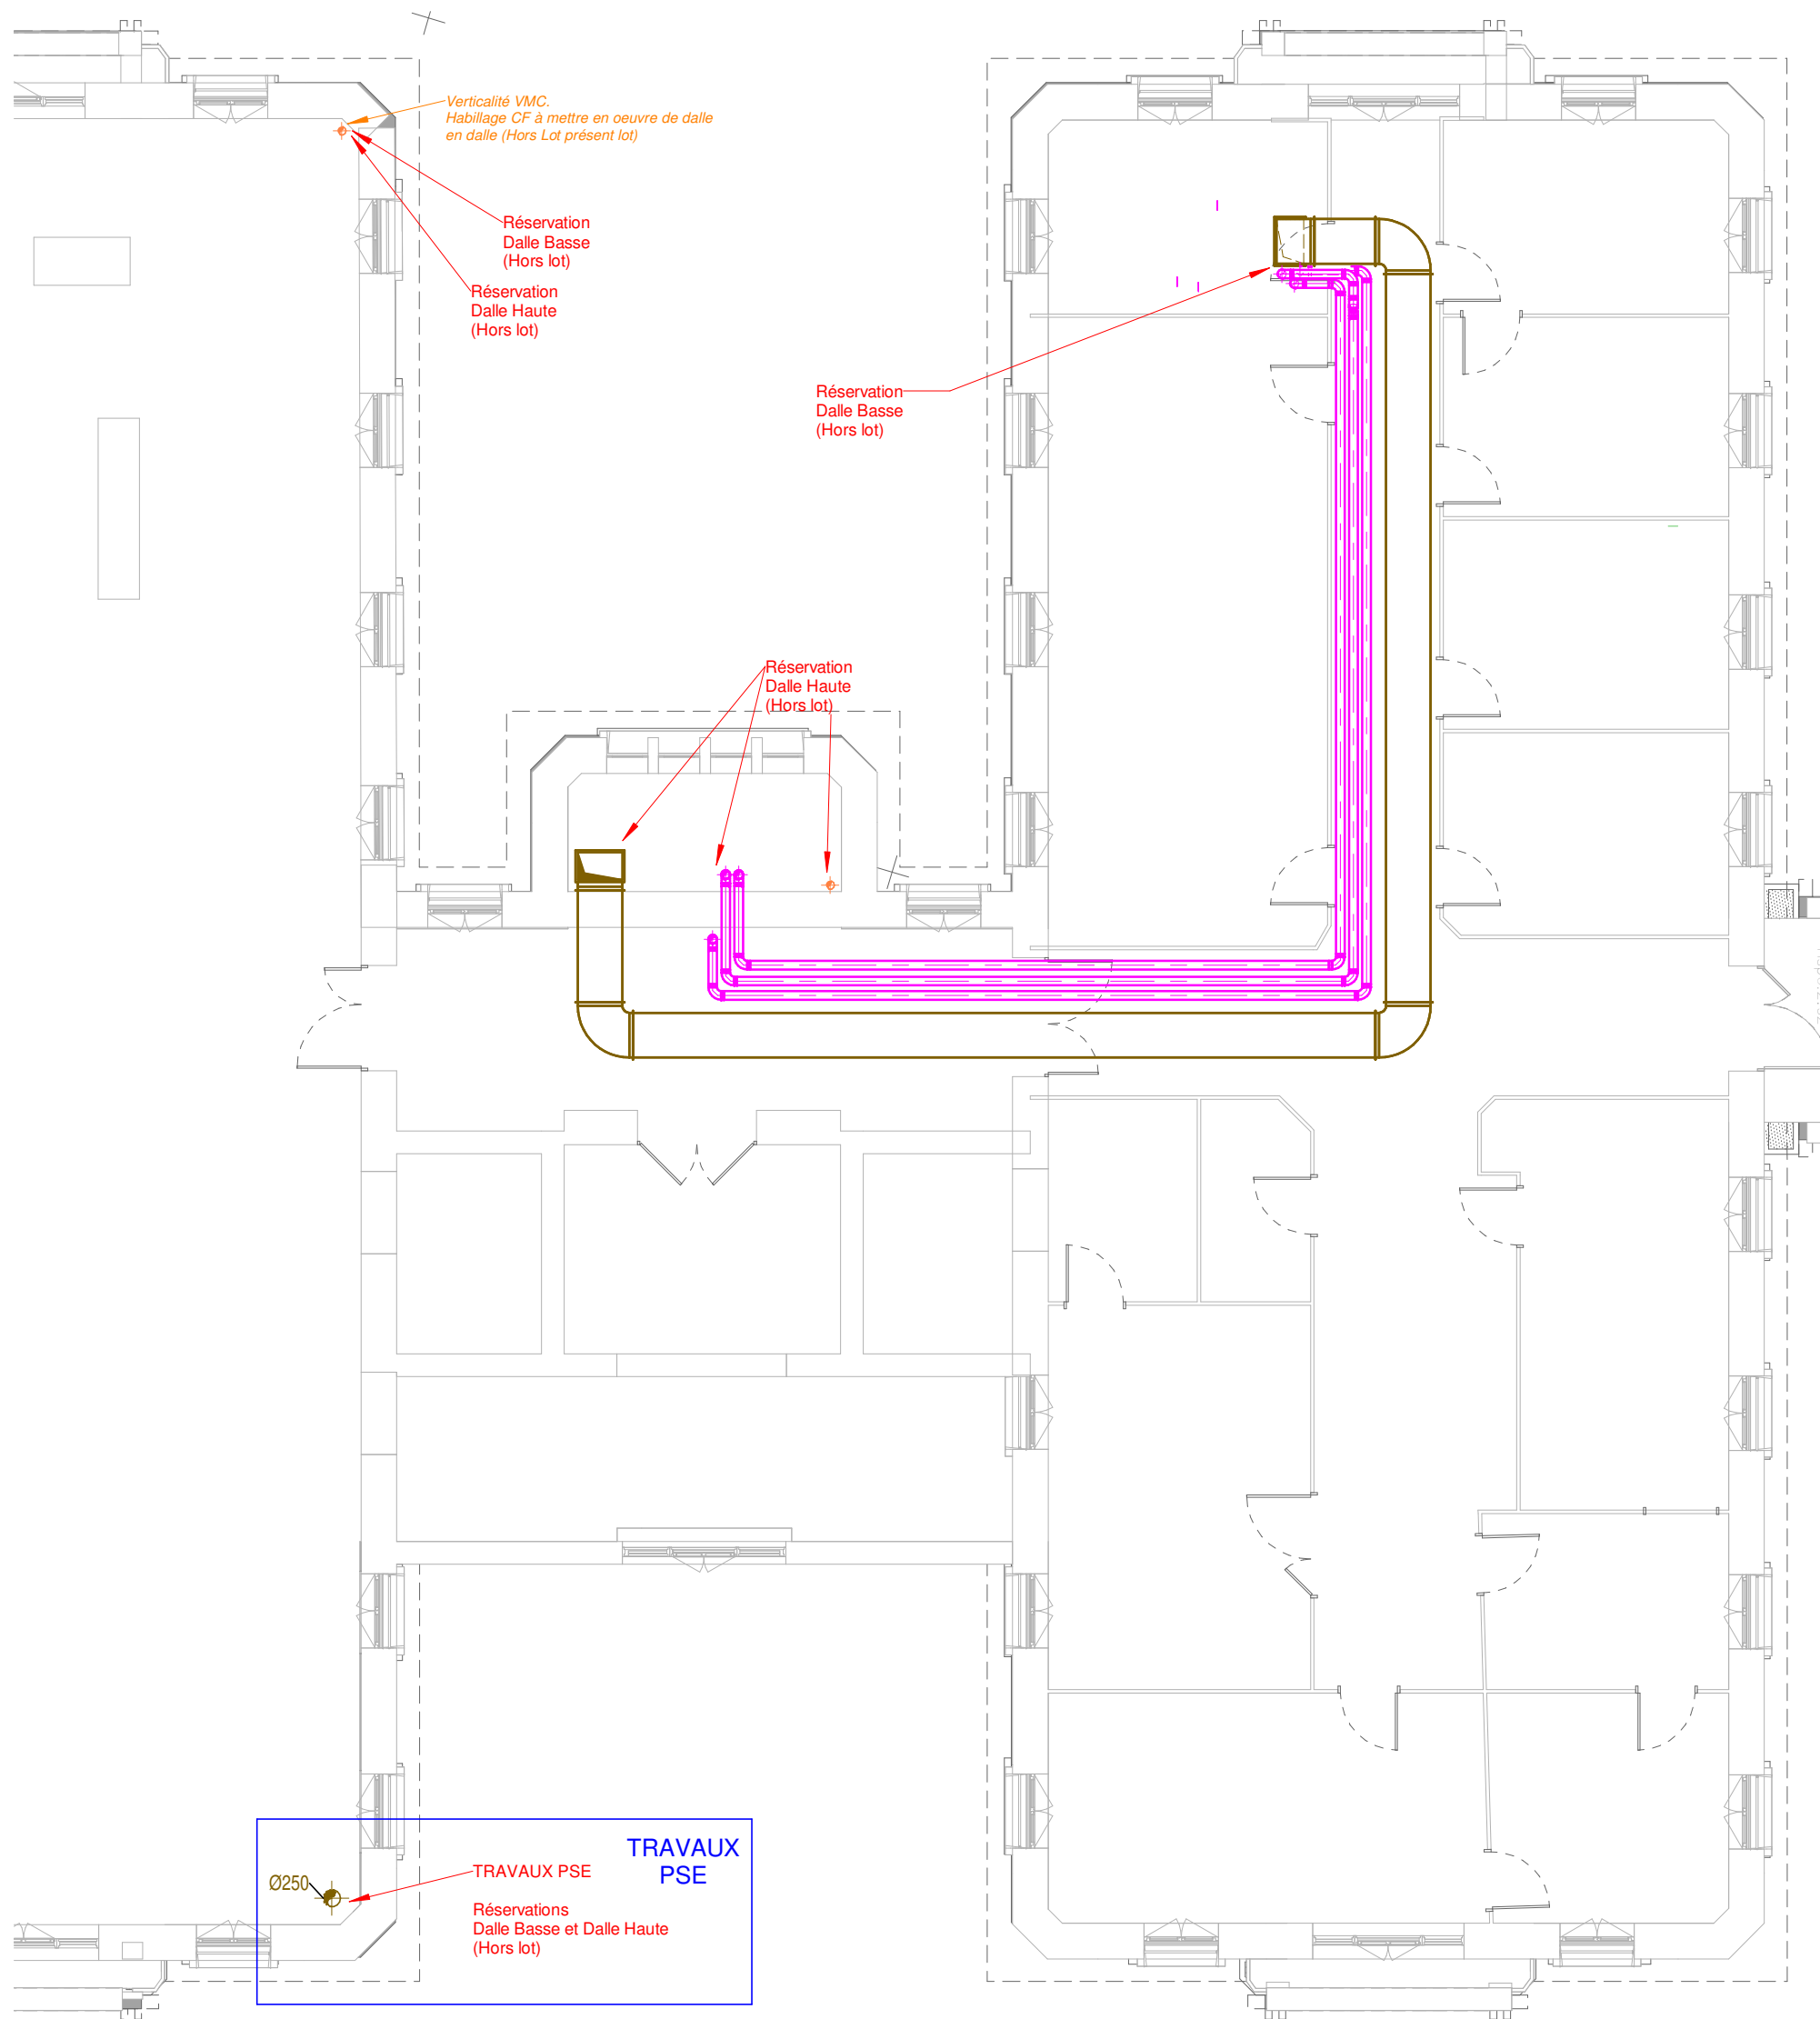 Verticalité VMC.
Habillage CF à mettre en oeuvre de dalle
en dalle (Hors Lot présent lot)
Réservation
Dalle Basse
(Hors lot)
Réservation
Dalle Haute
(Hors lot)
Réservation
Dalle Basse
(Hors lot)
Réservation
Dalle Haute
(Hors lot)
TRAVAUX
PSE
TRAVAUX PSE
Ø250
Réservations
Dalle Basse et Dalle Haute
(Hors lot)